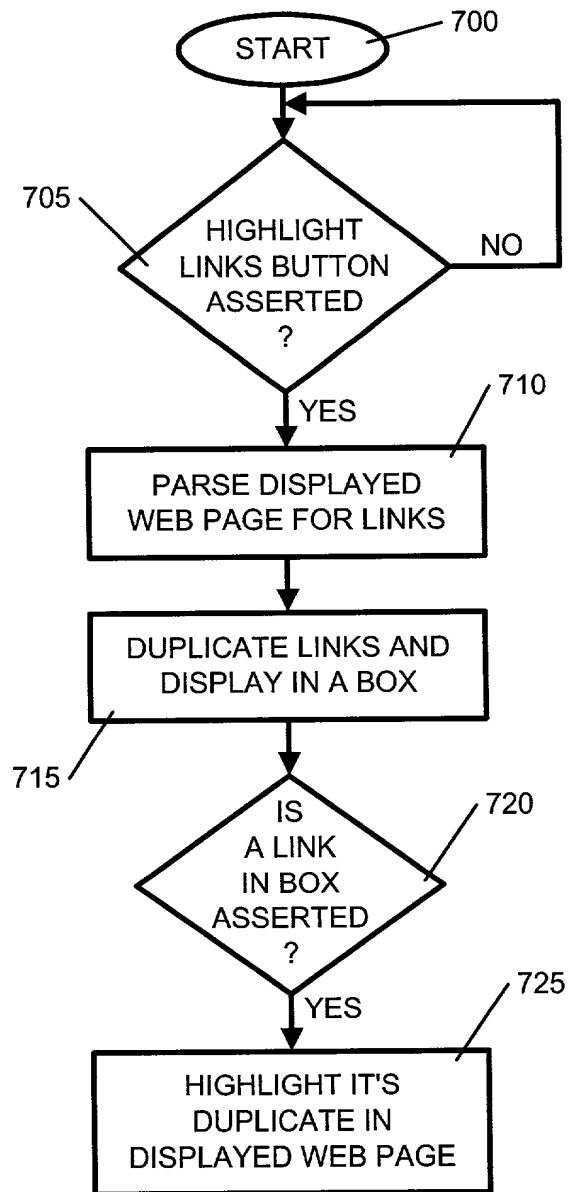 START
700
705
HIGHLIGHT
LINKS BUTTON
ASSERTED
?
NO
YES
710
PARSE DISPLAYED
WEB PAGE FOR LINKS
DUPLICATE LINKS AND
DISPLAY IN A BOX
715
IS
A LINK
IN BOX
ASSERTED
?
720
YES
725
HIGHLIGHT IT'S
DUPLICATE IN
DISPLAYED WEB PAGE